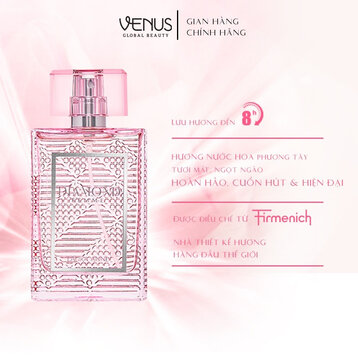 VENUS
GLOBAL BEAUTY
GIAN HÀNG
CHÍNH HÃNG
LƯU HƯƠNG ĐẾN 8h
HƯƠNG NƯỚC HOA PHƯƠNG TÂY
TƯƠI MÁT, NGỌT NGÀO
HOÀN HẢO, CUỐN HÚT & HIỆN ĐẠI
ĐƯỢC ĐIỀU CHẾ TỪ Firmenich
NHÀ THIẾT KẾ HƯƠNG
HÀNG ĐẦU THẾ GIỚI
DIAMOND